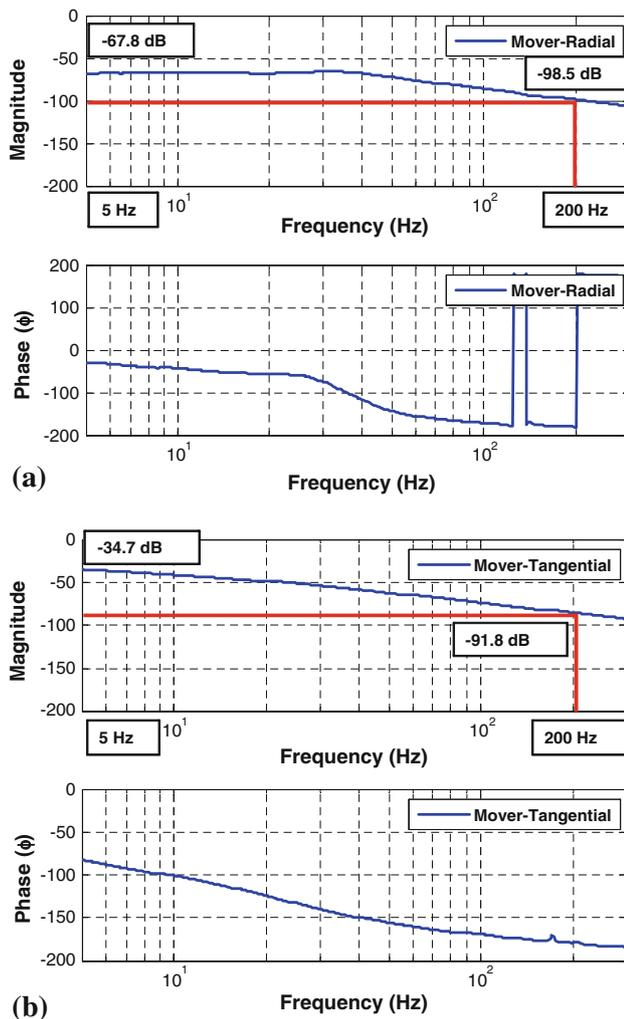 0
-67.8 dB
Mover-Radial
-50
-98.5 dB
-100
-150
-200
Magnitude
5 Hz
10¹
10²
200 Hz
Frequency (Hz)
200
Mover-Radial
100
0
-100
-200
Phase (ϕ)
10¹
10²
(a)
Frequency (Hz)
0
-34.7 dB
Mover-Tangential
-50
-100
-91.8 dB
-150
-200
Magnitude
5 Hz
10¹
10²
200 Hz
Frequency (Hz)
0
Mover-Tangential
-50
-100
-150
-200
Phase (ϕ)
10¹
10²
(b)
Frequency (Hz)